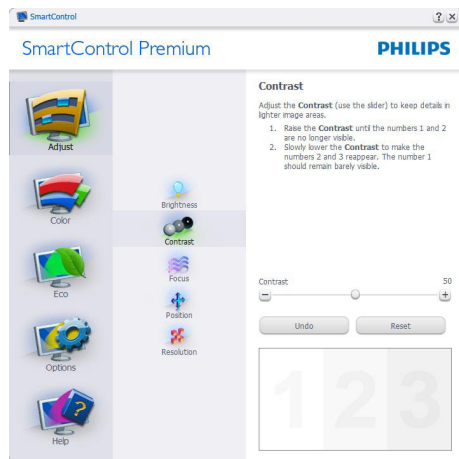 SmartControl
? ×
SmartControl Premium
PHILIPS
Adjust
Color
Eco
Options
Help
Brightness
Contrast
Focus
Position
Resolution
Contrast
Adjust the Contrast (use the slider) to keep details in
lighter image areas.
1. Raise the Contrast until the numbers 1 and 2
are no longer visible.
2. Slowly lower the Contrast to make the
numbers 2 and 3 reappear. The number 1
should remain barely visible.
Contrast 50
− +
Undo Reset
1 2 3